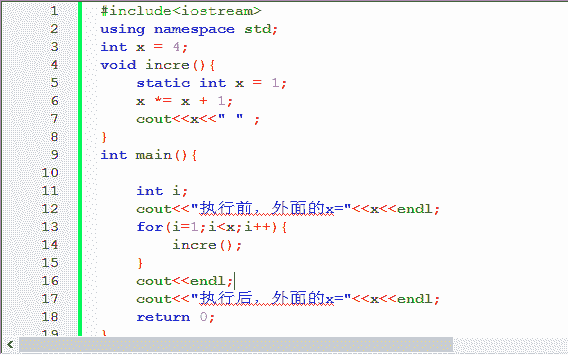 1 #include<iostream>
2 using namespace std;
3 int x = 4;
4 void incre(){
5 static int x = 1;
6 x *= x + 1;
7 cout<<x<<" " ;
8 }
9 int main(){
10
11 int i;
12 cout<<"执行前，外面的x="<<x<<endl;
13 for(i=1;i<x;i++){
14 incre();
15 }
16 cout<<endl;
17 cout<<"执行后，外面的x="<<x<<endl;
18 return 0;
19 }